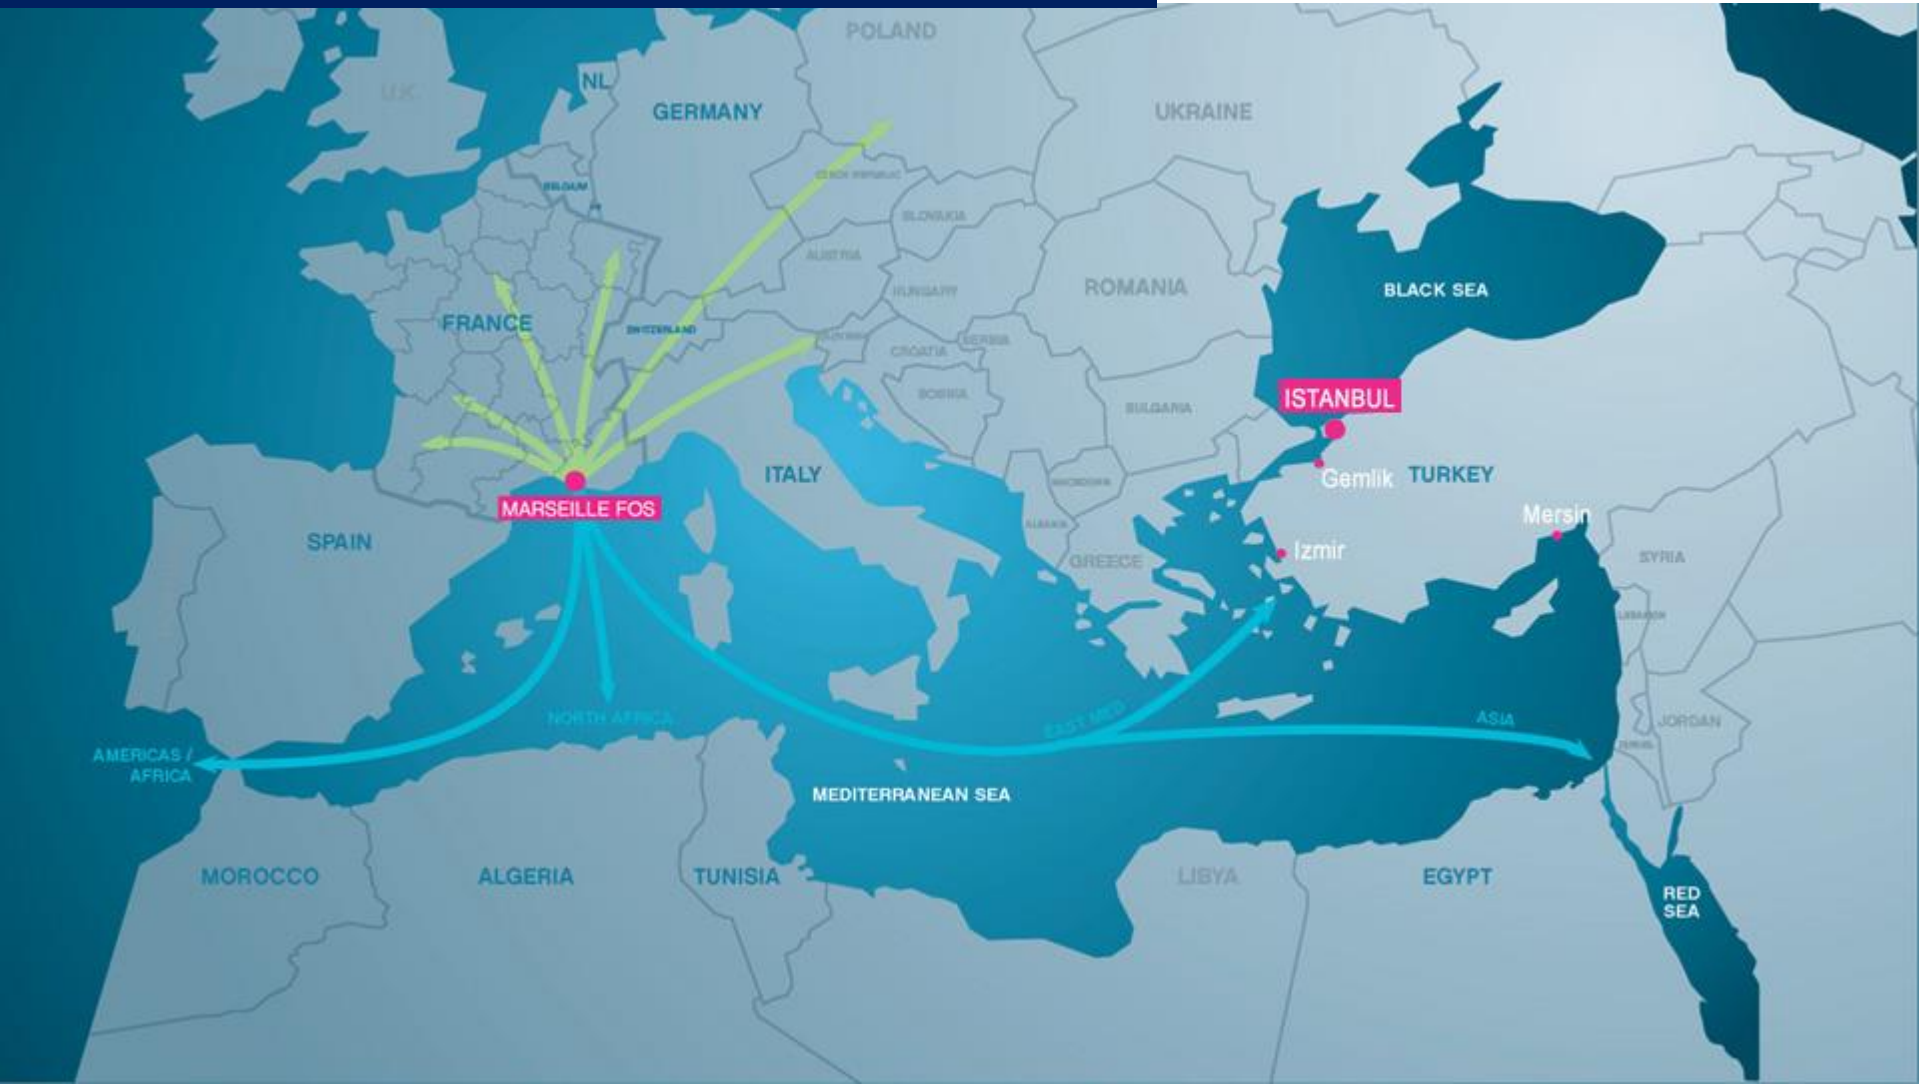 POLAND
U.K.
NL
GERMANY
UKRAINE
CZECH REPUBLIC
BELGIUM
SLOVAKIA
AUSTRIA
HUNGARY
ROMANIA
BLACK SEA
FRANCE
SWITZERLAND
CROATIA
SERBIA
BOSNIA
BULGARIA
ISTANBUL
ITALY
Gemlik
TURKEY
MACEDONIA
MARSEILLE FOS
Mersin
ALBANIA
SPAIN
GREECE
Izmir
SYRIA
LEBANON
NORTH AFRICA
EAST MED
ASIA
JORDAN
ISRAEL
AMERICAS /
AFRICA
MEDITERRANEAN SEA
MOROCCO
ALGERIA
TUNISIA
LIBYA
EGYPT
RED
SEA